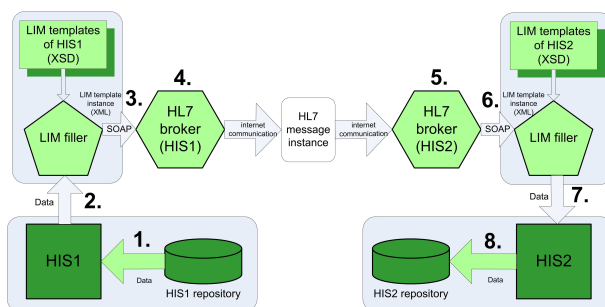 LIM templates
of HIS1
(XSD)
LIM template
instance
(XML)
LIM filler
3.
SOAP
4.
HL7
broker
(HIS1)
internet
communication
HL7
message
instance
internet
communication
5.
HL7
broker
(HIS2)
6.
SOAP
LIM templates
of HIS2
(XSD)
LIM template
instance
(XML)
LIM filler
Data
2.
Data
7.
HIS1
1.
Data
HIS1 repository
HIS2 repository
8.
Data
HIS2